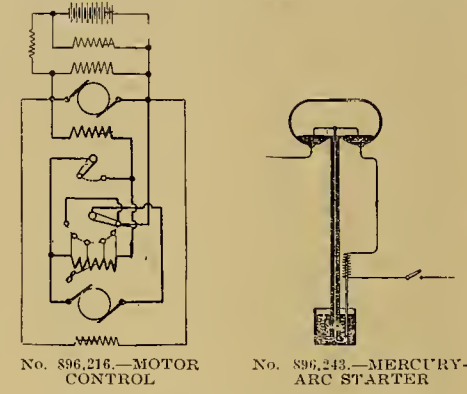 No. 896,216.—MOTOR
CONTROL
No. 896,243.—MERCURY-
ARC STARTER